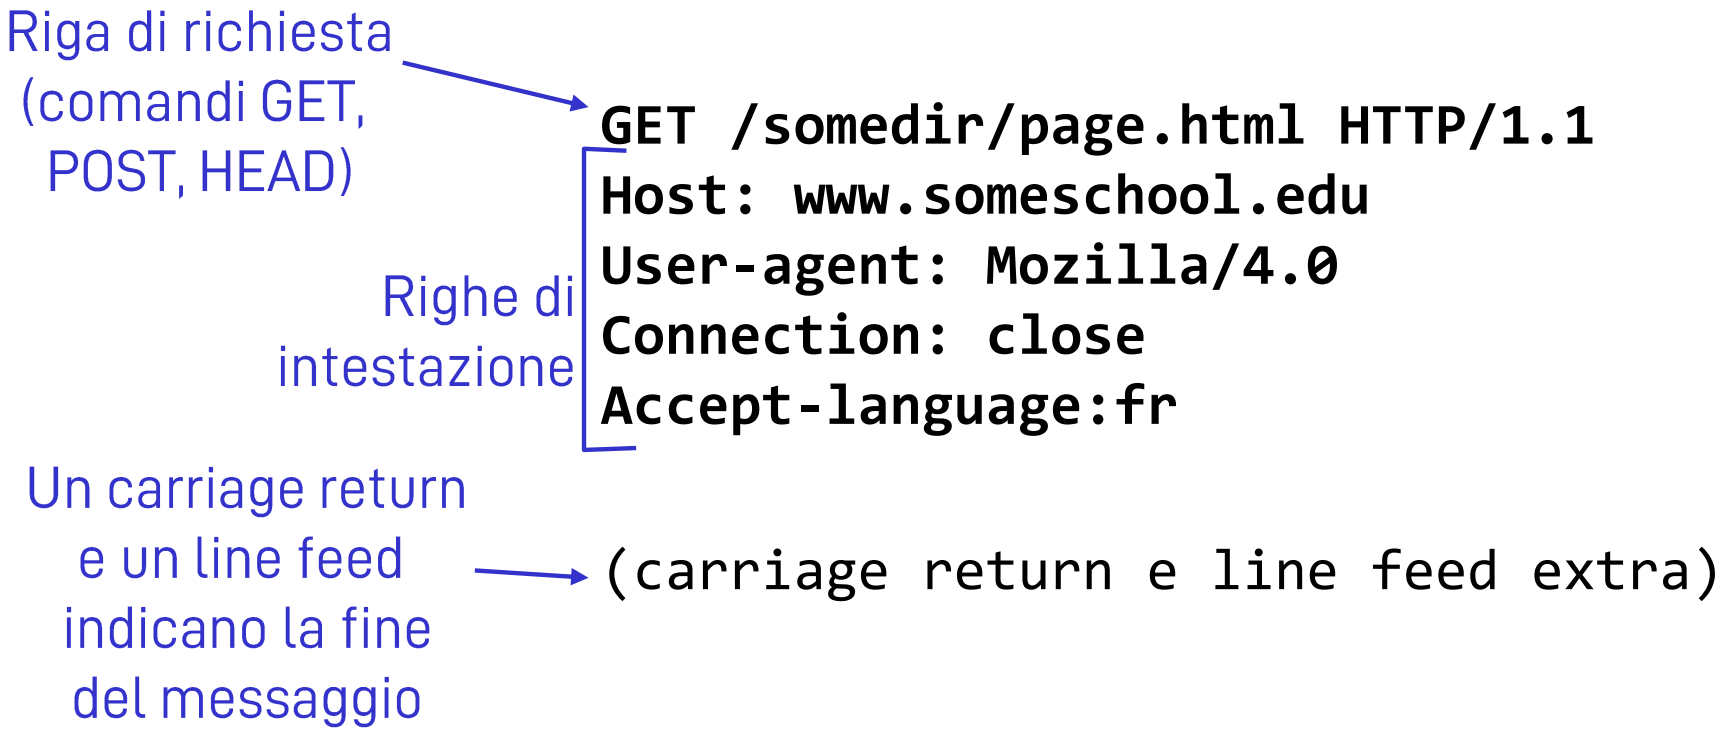 Riga di richiesta
(comandi GET,
POST, HEAD)
GET /somedir/page.html HTTP/1.1
Host: www.someschool.edu
User-agent: Mozilla/4.0
Connection: close
Accept-language:fr
Righe di
intestazione
Un carriage return
e un line feed
indicano la fine
del messaggio
(carriage return e line feed extra)